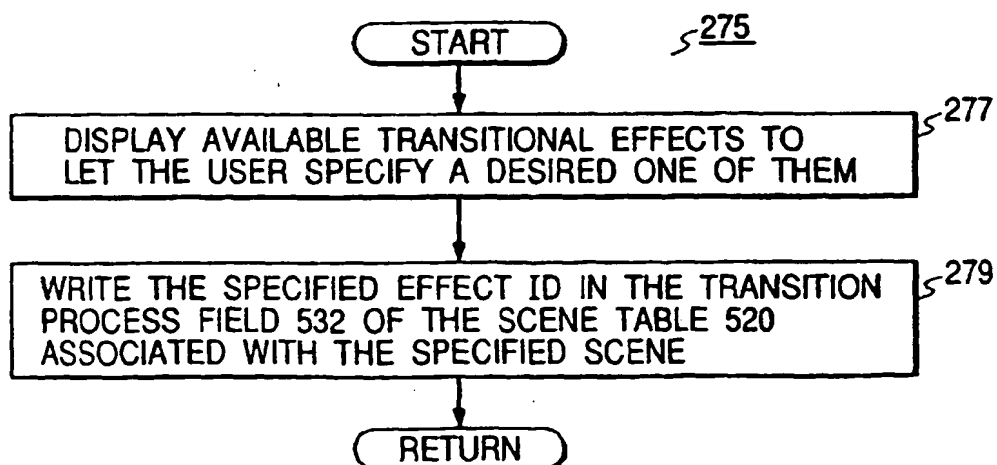 START
275
277
DISPLAY AVAILABLE TRANSITIONAL EFFECTS TO
LET THE USER SPECIFY A DESIRED ONE OF THEM
279
WRITE THE SPECIFIED EFFECT ID IN THE TRANSITION
PROCESS FIELD 532 OF THE SCENE TABLE 520
ASSOCIATED WITH THE SPECIFIED SCENE
RETURN